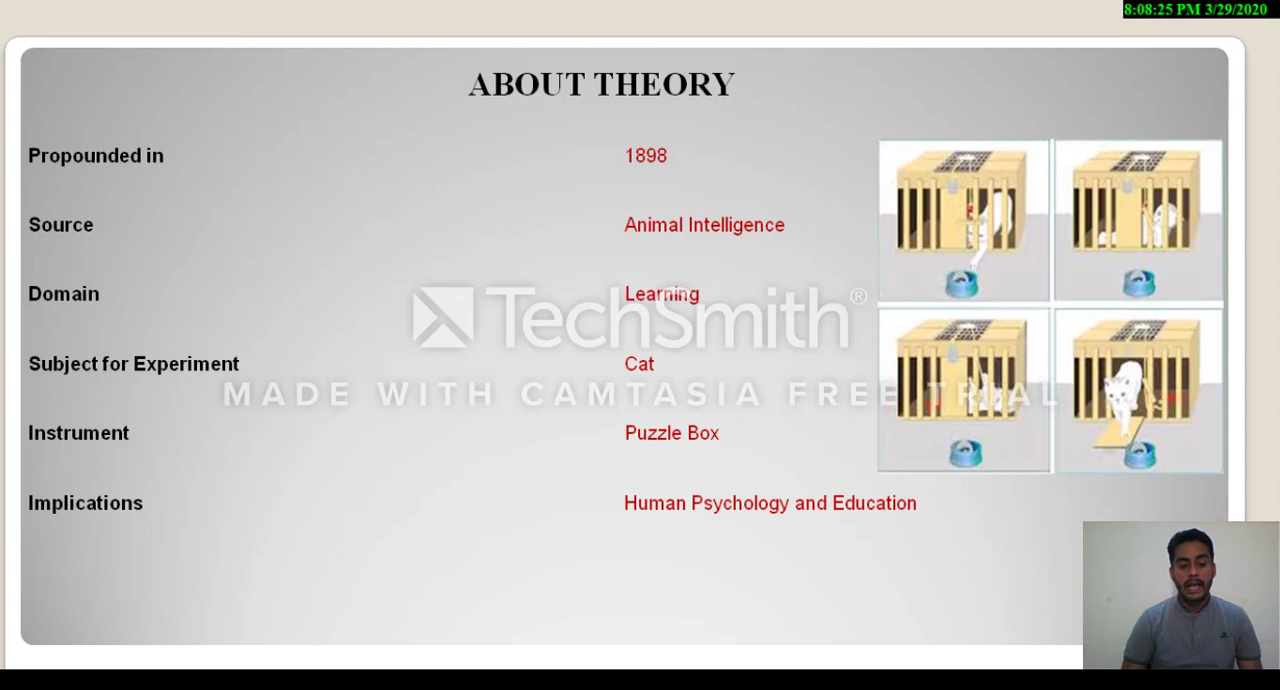 8:08:25 PM 3/29/2020
ABOUT THEORY
Propounded in 1898
Source Animal Intelligence
Domain Learning
TechSmith®
Subject for Experiment Cat
MADE WITH CAMTASIA FREE TRIAL
Instrument Puzzle Box
Implications Human Psychology and Education